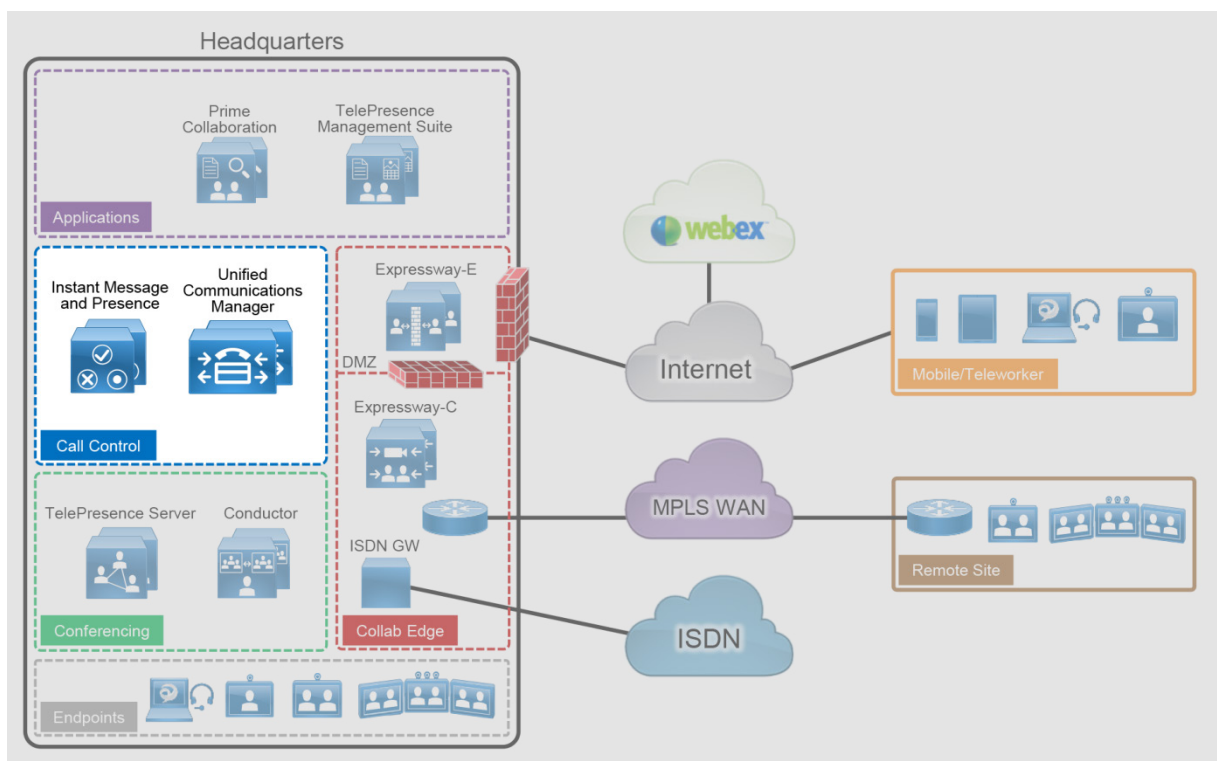 Headquarters
Prime
Collaboration
TelePresence
Management Suite
Applications
Instant Message
and Presence
Unified
Communications
Manager
Call Control
Expressway-E
DMZ
Expressway-C
ISDN GW
Collab Edge
TelePresence Server
Conductor
Conferencing
Endpoints
webex™
Internet
MPLS WAN
ISDN
Mobile/Teleworker
Remote Site